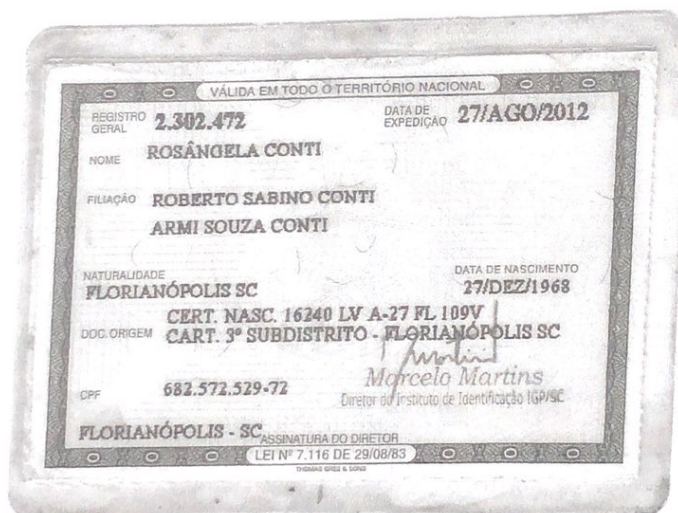 VÁLIDA EM TODO O TERRITÓRIO NACIONAL
REGISTRO GERAL 2.302.472 DATA DE EXPEDIÇÃO 27/AGO/2012
NOME ROSÂNGELA CONTI
FILIAÇÃO ROBERTO SABINO CONTI
ARMI SOUZA CONTI
NATURALIDADE DATA DE NASCIMENTO
FLORIANÓPOLIS SC 27/DEZ/1968
CERT. NASC. 16240 LV A-27 FL 109V
DOC. ORIGEM CART. 3º SUBDISTRITO - FLORIANÓPOLIS SC
CPF 682.572.529-72 Marcelo Martins
Diretor do Instituto de Identificação IGP/SC
FLORIANÓPOLIS - SC ASSINATURA DO DIRETOR
LEI Nº 7.116 DE 29/08/83
THOMAS GREG & SONS